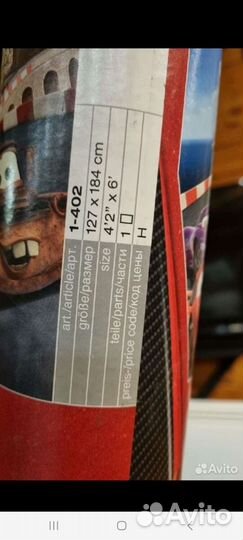 art./article/арт. 1-402
größe/размер 127 x 184 cm
size 4'2" x 6'
teile/parts/части 1
preis-/price code/код цены H
Avito
Avito